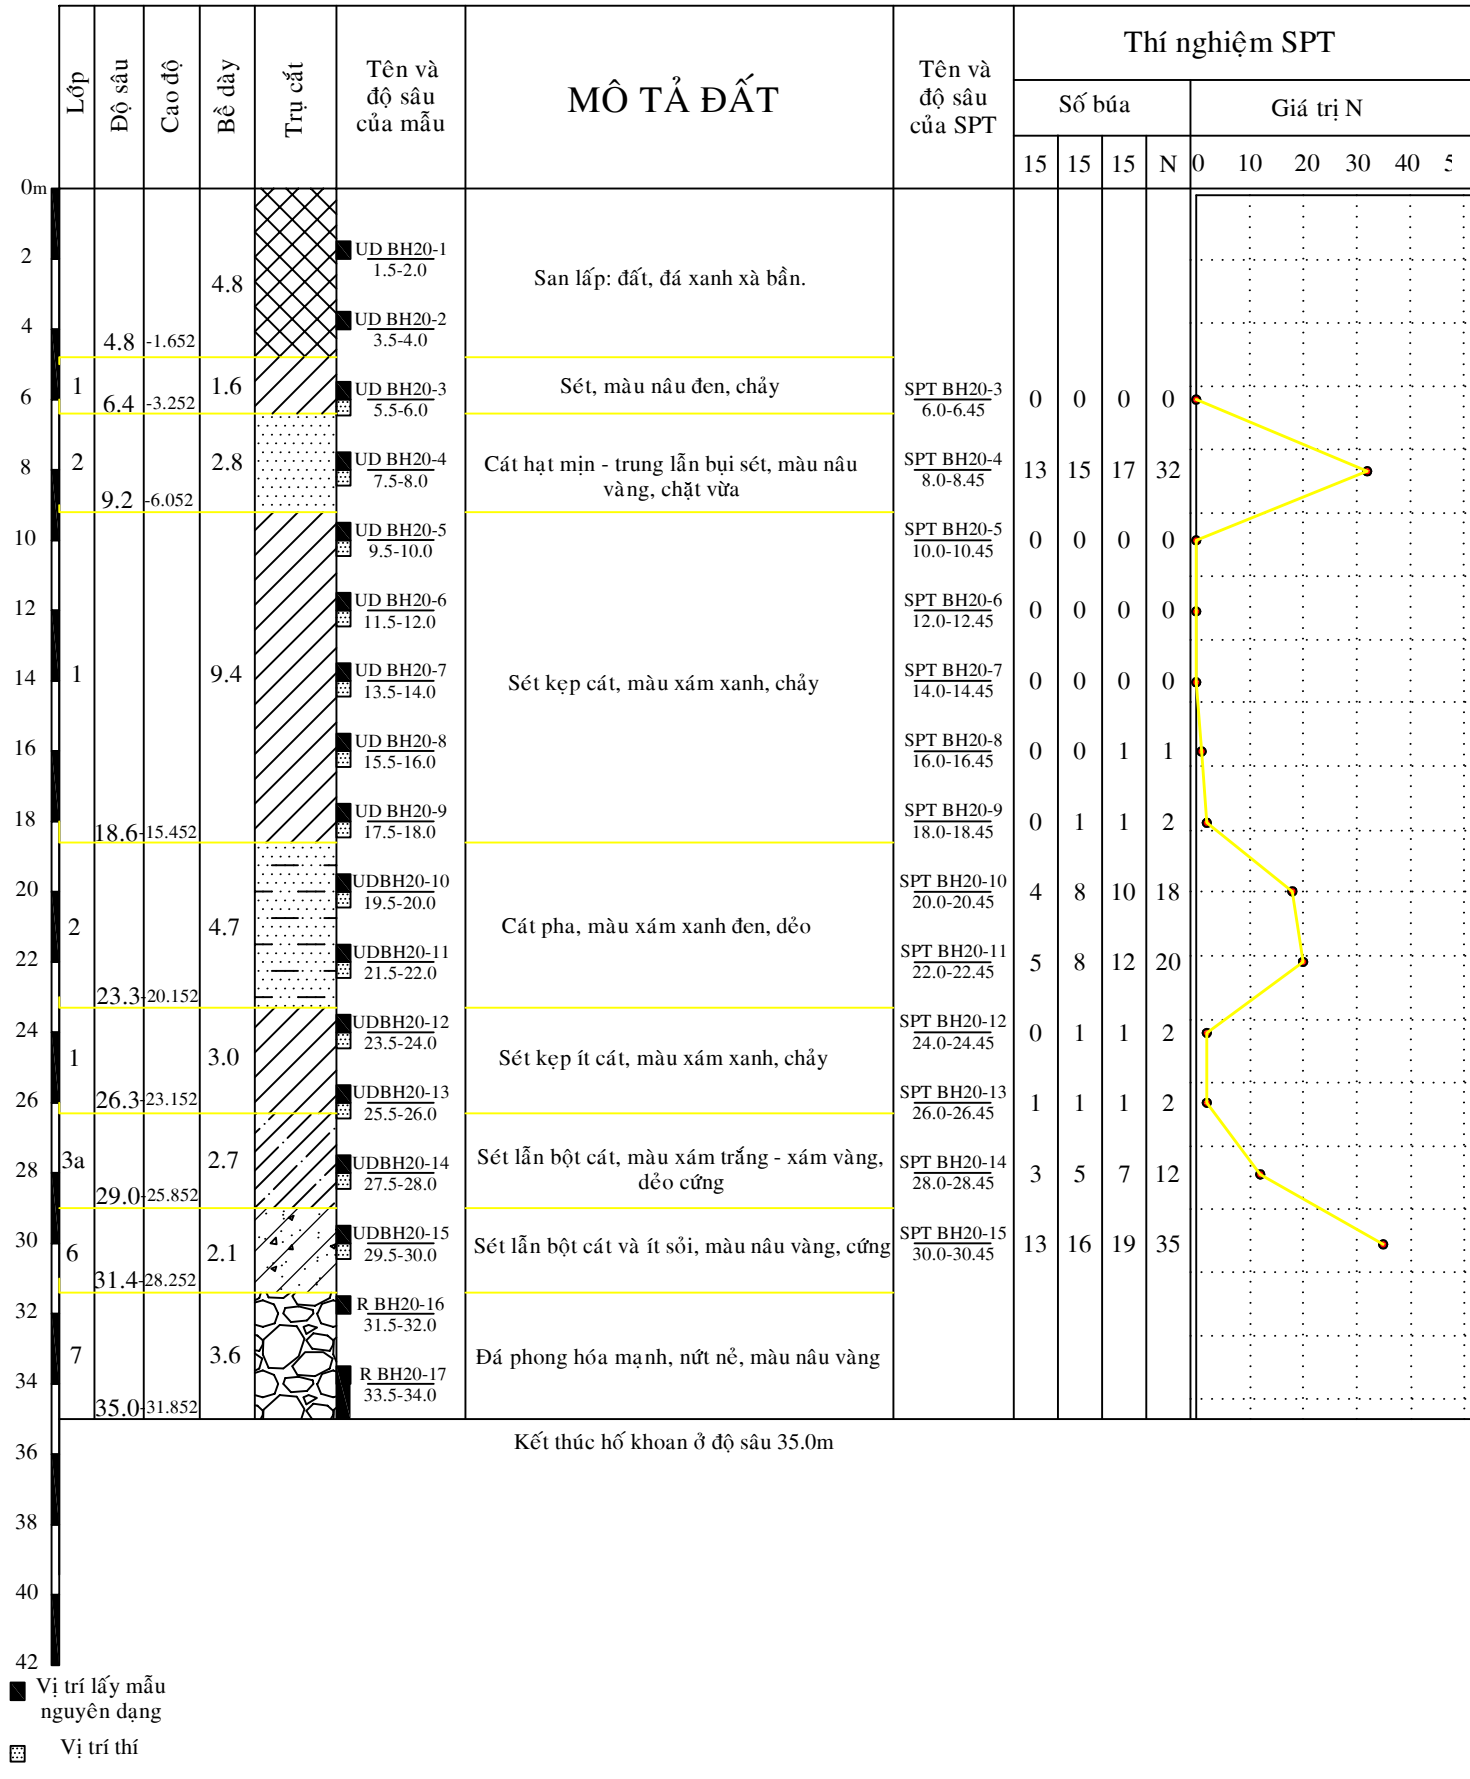 Lớp
Độ sâu
Cao độ
Bề dày
Trụ cắt
Tên và
độ sâu
của mẫu
MÔ TẢ ĐẤT
Tên và
độ sâu
của SPT
Thí nghiệm SPT
Số búa
Giá trị N
15 15 15 N 0 10 20 30 40 5
0m
UD BH20-1
1.5-2.0
2
4.8
San lấp: đất, đá xanh xà bần.
UD BH20-2
3.5-4.0
4
4.8 -1.652
1
1.6
UD BH20-3
5.5-6.0
Sét, màu nâu đen, chảy
SPT BH20-3
6.0-6.45
0 0 0 0
6
6.4 -3.252
2
2.8
UD BH20-4
7.5-8.0
Cát hạt mịn - trung lẫn bụi sét, màu nâu
vàng, chặt vừa
SPT BH20-4
8.0-8.45
13 15 17 32
8
9.2 -6.052
UD BH20-5
9.5-10.0
SPT BH20-5
10.0-10.45
0 0 0 0
10
UD BH20-6
11.5-12.0
SPT BH20-6
12.0-12.45
0 0 0 0
12
1
9.4
UD BH20-7
13.5-14.0
Sét kẹp cát, màu xám xanh, chảy
SPT BH20-7
14.0-14.45
0 0 0 0
14
UD BH20-8
15.5-16.0
SPT BH20-8
16.0-16.45
0 0 1 1
16
UD BH20-9
17.5-18.0
SPT BH20-9
18.0-18.45
0 1 1 2
18
18.6 -15.452
UDBH20-10
19.5-20.0
SPT BH20-10
20.0-20.45
4 8 10 18
20
2
4.7
Cát pha, màu xám xanh đen, dẻo
UDBH20-11
21.5-22.0
SPT BH20-11
22.0-22.45
5 8 12 20
22
23.3 -20.152
UDBH20-12
23.5-24.0
SPT BH20-12
24.0-24.45
0 1 1 2
24
1
3.0
Sét kẹp ít cát, màu xám xanh, chảy
UDBH20-13
25.5-26.0
SPT BH20-13
26.0-26.45
1 1 1 2
26
26.3 -23.152
3a
2.7
UDBH20-14
27.5-28.0
Sét lẫn bột cát, màu xám trắng - xám vàng,
dẻo cứng
SPT BH20-14
28.0-28.45
3 5 7 12
28
29.0 -25.852
6
2.1
UDBH20-15
29.5-30.0
Sét lẫn bột cát và ít sỏi, màu nâu vàng, cứng
SPT BH20-15
30.0-30.45
13 16 19 35
30
31.4 -28.252
R BH20-16
31.5-32.0
32
7
3.6
Đá phong hóa mạnh, nứt nẻ, màu nâu vàng
R BH20-17
33.5-34.0
34
35.0 -31.852
Kết thúc hố khoan ở độ sâu 35.0m
36
38
40
42
Vị trí lấy mẫu
nguyên dạng
Vị trí thí